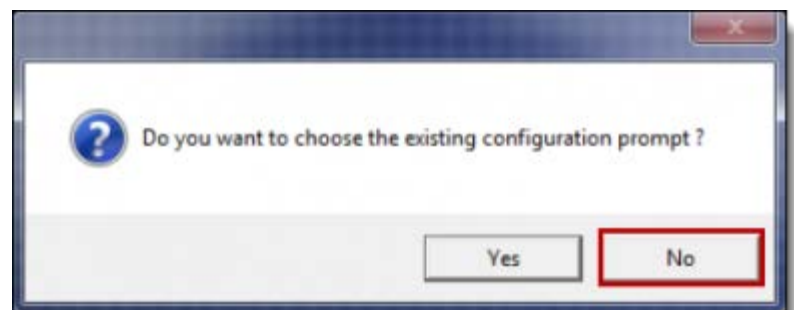 Do you want to choose the existing configuration prompt ?
Yes
No